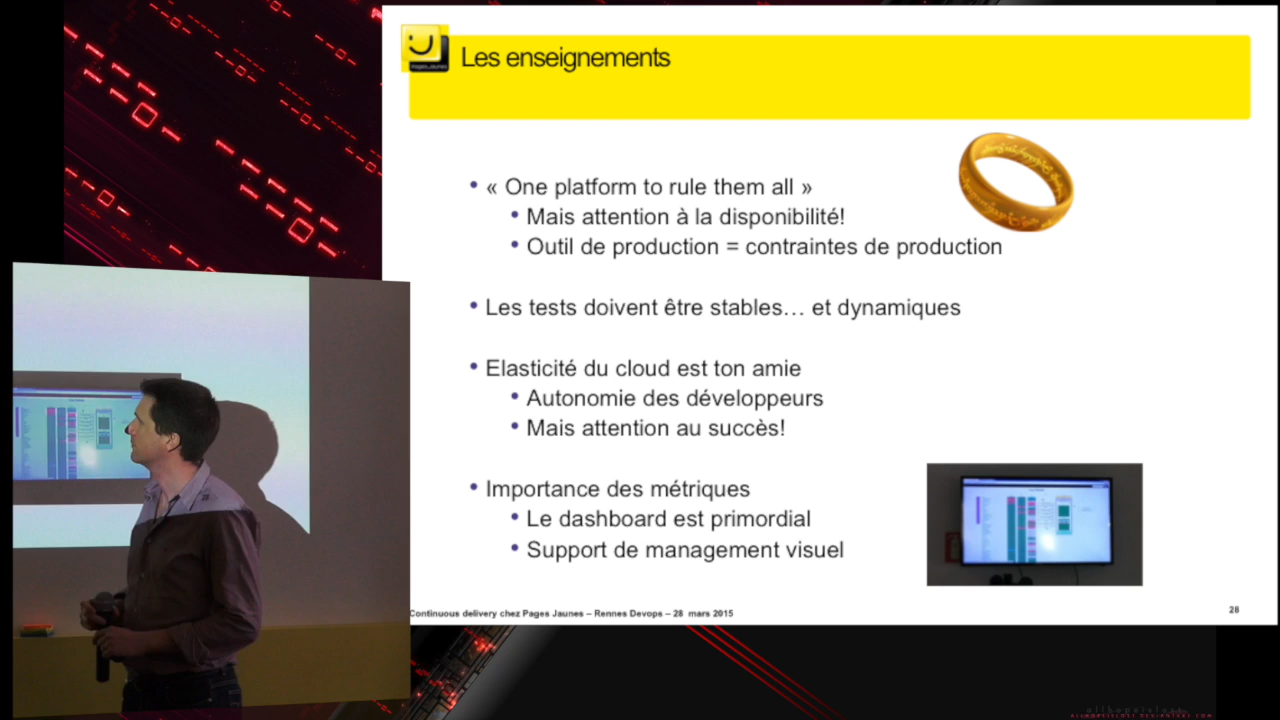 Les enseignements
PagesJaunes
• « One platform to rule them all »
• Mais attention à la disponibilité!
• Outil de production = contraintes de production
• Les tests doivent être stables… et dynamiques
• Elasticité du cloud est ton amie
• Autonomie des développeurs
• Mais attention au succès!
• Importance des métriques
• Le dashboard est primordial
• Support de management visuel
Continuous delivery chez Pages Jaunes – Rennes Devops – 28 mars 2015
28